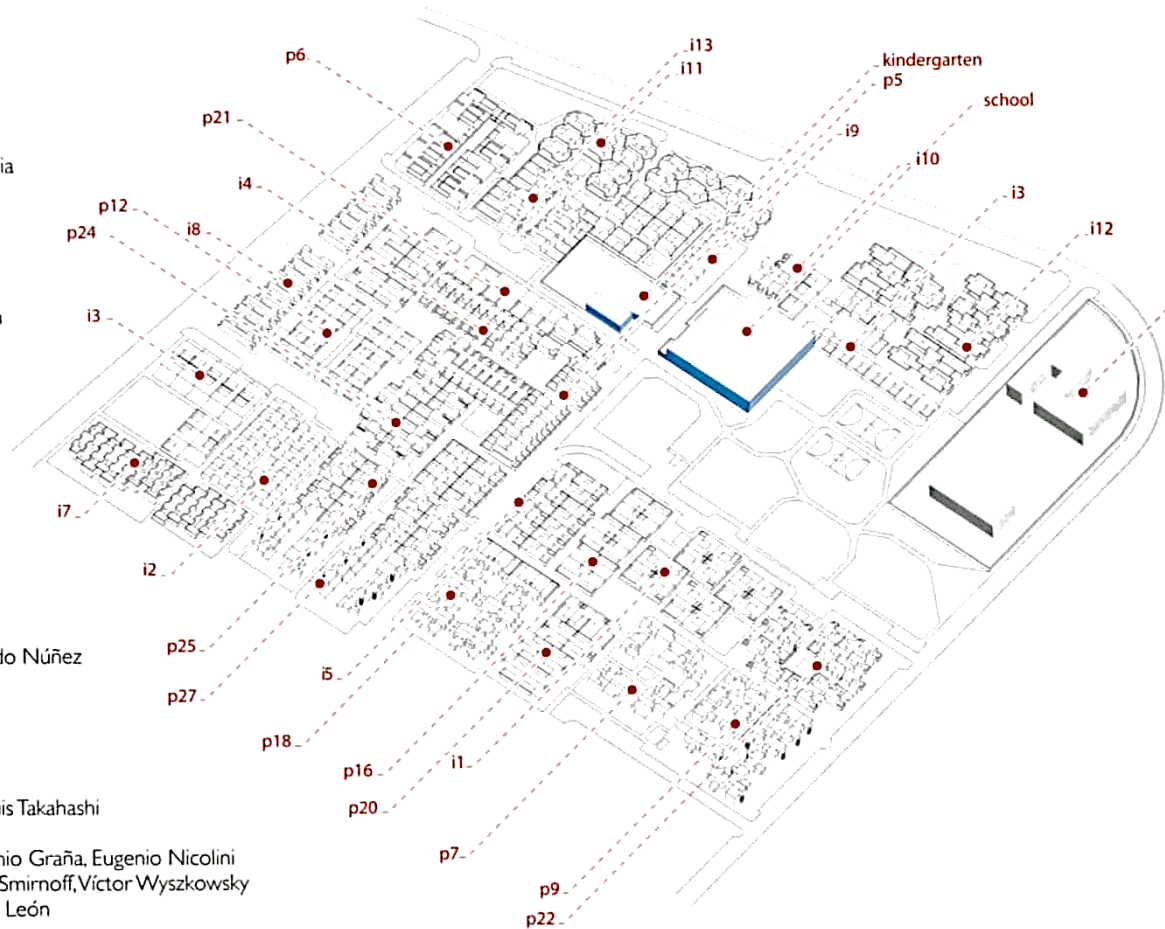 i13
p6
i11
kindergarten
p5
school
p21
i9
ia
i10
i4
i3
p12
i8
i12
p24
i3
i7
i2
p25
do Núñez
i5
p27
p18
i1
p16
p20
is Takahashi
p7
nio Graña, Eugenio Nicolini
Smirnoff, Víctor Wyszkowsky
p9
León
p22